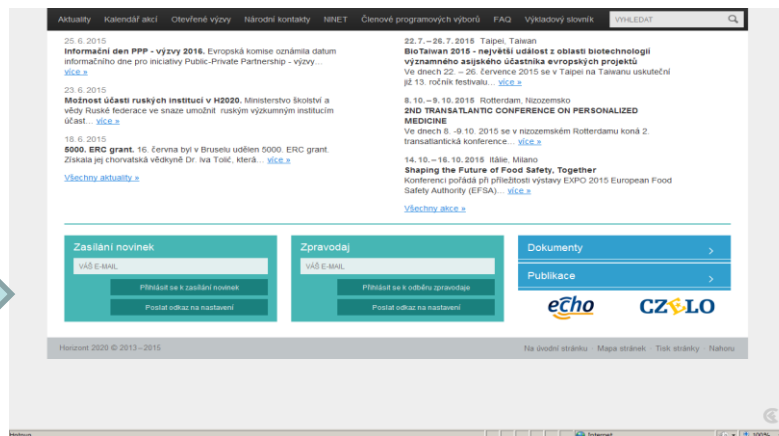 Aktuality Kalendář akcí Otevřené výzvy Národní kontakty NINET Členové programových výborů FAQ Výkladový slovník VYHLEDAT
25. 6. 2015
Informační den PPP - výzvy 2016. Evropská komise oznámila datum
informačního dne pro iniciativy Public-Private Partnership - výzvy…
více »
23. 6. 2015
Možnost účasti ruských institucí v H2020. Ministerstvo školství a
vědy Ruské federace ve snaze umožnit ruským výzkumným institucím
účast… více »
18. 6. 2015
5000. ERC grant. 16. června byl v Bruselu udělen 5000. ERC grant.
Získala jej chorvatská vědkyně Dr. Iva Tolić, která… více »
Všechny aktuality »
22. 7. – 26. 7. 2015 Taipei, Taiwan
BioTaiwan 2015 - největší událost z oblasti biotechnologií
významného asijského účastníka evropských projektů
Ve dnech 22. – 26. července 2015 se v Taipei na Taiwanu uskuteční
již 13. ročník festivalu… více »
8. 10. – 9. 10. 2015 Rotterdam, Nizozemsko
2ND TRANSATLANTIC CONFERENCE ON PERSONALIZED
MEDICINE
Ve dnech 8. -9.10. 2015 se v nizozemském Rotterdamu koná 2.
transatlantická konference… více »
14. 10. – 16. 10. 2015 Itálie, Milano
Shaping the Future of Food Safety, Together
Konferenci pořádá při příležitosti výstavy EXPO 2015 European Food
Safety Authority (EFSA)… více »
Všechny akce »
Zasílání novinek
VÁŠ E-MAIL
Přihlásit se k zasílání novinek
Poslat odkaz na nastavení
Zpravodaj
VÁŠ E-MAIL
Přihlásit se k odběru zpravodaje
Poslat odkaz na nastavení
Dokumenty
Publikace
echo CZELO
Horizont 2020 © 2013 – 2015
Na úvodní stránku · Mapa stránek · Tisk stránky · Nahoru
Hotovo Internet 100%